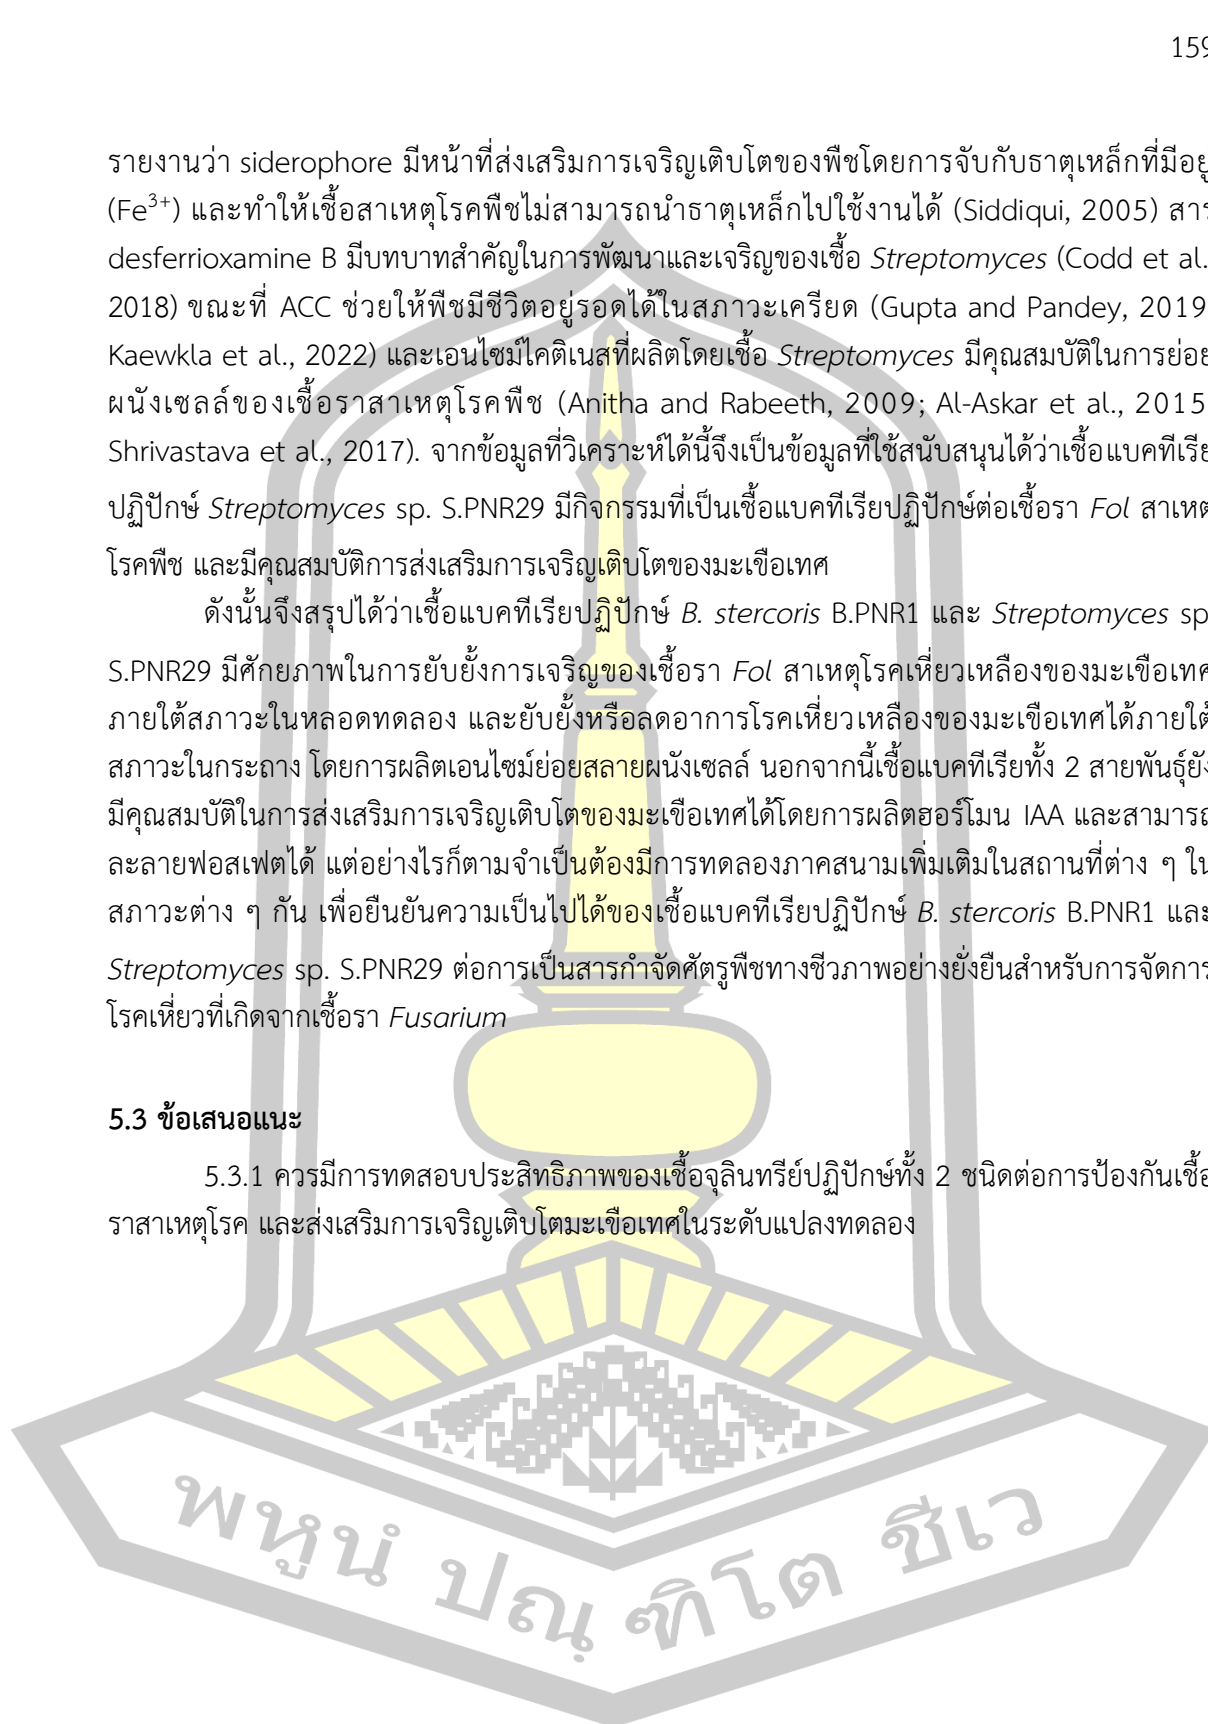 159
รายงานว่า siderophore มีหน้าที่ส่งเสริมการเจริญเติบโตของพืชโดยการจับกับธาตุเหล็กที่มีอยู่
(Fe³⁺) และทำให้เชื้อสาเหตุโรคพืชไม่สามารถนำธาตุเหล็กไปใช้งานได้ (Siddiqui, 2005) สาร
desferrioxamine B มีบทบาทสำคัญในการพัฒนาและเจริญของเชื้อ Streptomyces (Codd et al.
2018) ขณะที่ ACC ช่วยให้พืชมีชีวิตอยู่รอดได้ในสภาวะเครียด (Gupta and Pandey, 2019
Kaewkla et al., 2022) และเอนไซม์ไคติเนสที่ผลิตโดยเชื้อ Streptomyces มีคุณสมบัติในการย่อย
ผนังเซลล์ของเชื้อราสาเหตุโรคพืช (Anitha and Rabeeth, 2009; Al-Askar et al., 2015
Shrivastava et al., 2017). จากข้อมูลที่วิเคราะห์ได้นี้จึงเป็นข้อมูลที่ใช้สนับสนุนได้ว่าเชื้อแบคทีเรีย
ปฏิปักษ์ Streptomyces sp. S.PNR29 มีกิจกรรมที่เป็นเชื้อแบคทีเรียปฏิปักษ์ต่อเชื้อรา Fol สาเหตุ
โรคพืช และมีคุณสมบัติการส่งเสริมการเจริญเติบโตของมะเขือเทศ
ดังนั้นจึงสรุปได้ว่าเชื้อแบคทีเรียปฏิปักษ์ B. stercoris B.PNR1 และ Streptomyces sp
S.PNR29 มีศักยภาพในการยับยั้งการเจริญของเชื้อรา Fol สาเหตุโรคเหี่ยวเหลืองของมะเขือเทศ
ภายใต้สภาวะในหลอดทดลอง และยับยั้งหรือลดอาการโรคเหี่ยวเหลืองของมะเขือเทศได้ภายใต้
สภาวะในกระถาง โดยการผลิตเอนไซม์ย่อยสลายผนังเซลล์ นอกจากนี้เชื้อแบคทีเรียทั้ง 2 สายพันธุ์ยัง
มีคุณสมบัติในการส่งเสริมการเจริญเติบโตของมะเขือเทศได้โดยการผลิตฮอร์โมน IAA และสามารถ
ละลายฟอสเฟตได้ แต่อย่างไรก็ตามจำเป็นต้องมีการทดลองภาคสนามเพิ่มเติมในสถานที่ต่าง ๆ ใน
สภาวะต่าง ๆ กัน เพื่อยืนยันความเป็นไปได้ของเชื้อแบคทีเรียปฏิปักษ์ B. stercoris B.PNR1 และ
Streptomyces sp. S.PNR29 ต่อการเป็นสารกำจัดศัตรูพืชทางชีวภาพอย่างยั่งยืนสำหรับการจัดการ
โรคเหี่ยวที่เกิดจากเชื้อรา Fusarium
5.3 ข้อเสนอแนะ
5.3.1 ควรมีการทดสอบประสิทธิภาพของเชื้อจุลินทรีย์ปฏิปักษ์ทั้ง 2 ชนิดต่อการป้องกันเชื้อ
ราสาเหตุโรค และส่งเสริมการเจริญเติบโตมะเขือเทศในระดับแปลงทดลอง
พหูนํ ปณฺฑิโต ชีเว